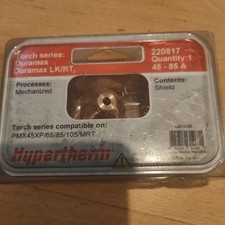 Torch series:
Duramax
Duramax LK/RT,
220817
Quantity: 1
45 - 85 A
Processes:
Mechanized
Contents:
Shield
Torch series compatible on:
PMX45XP/65/85/105/MRT
Hypertherm